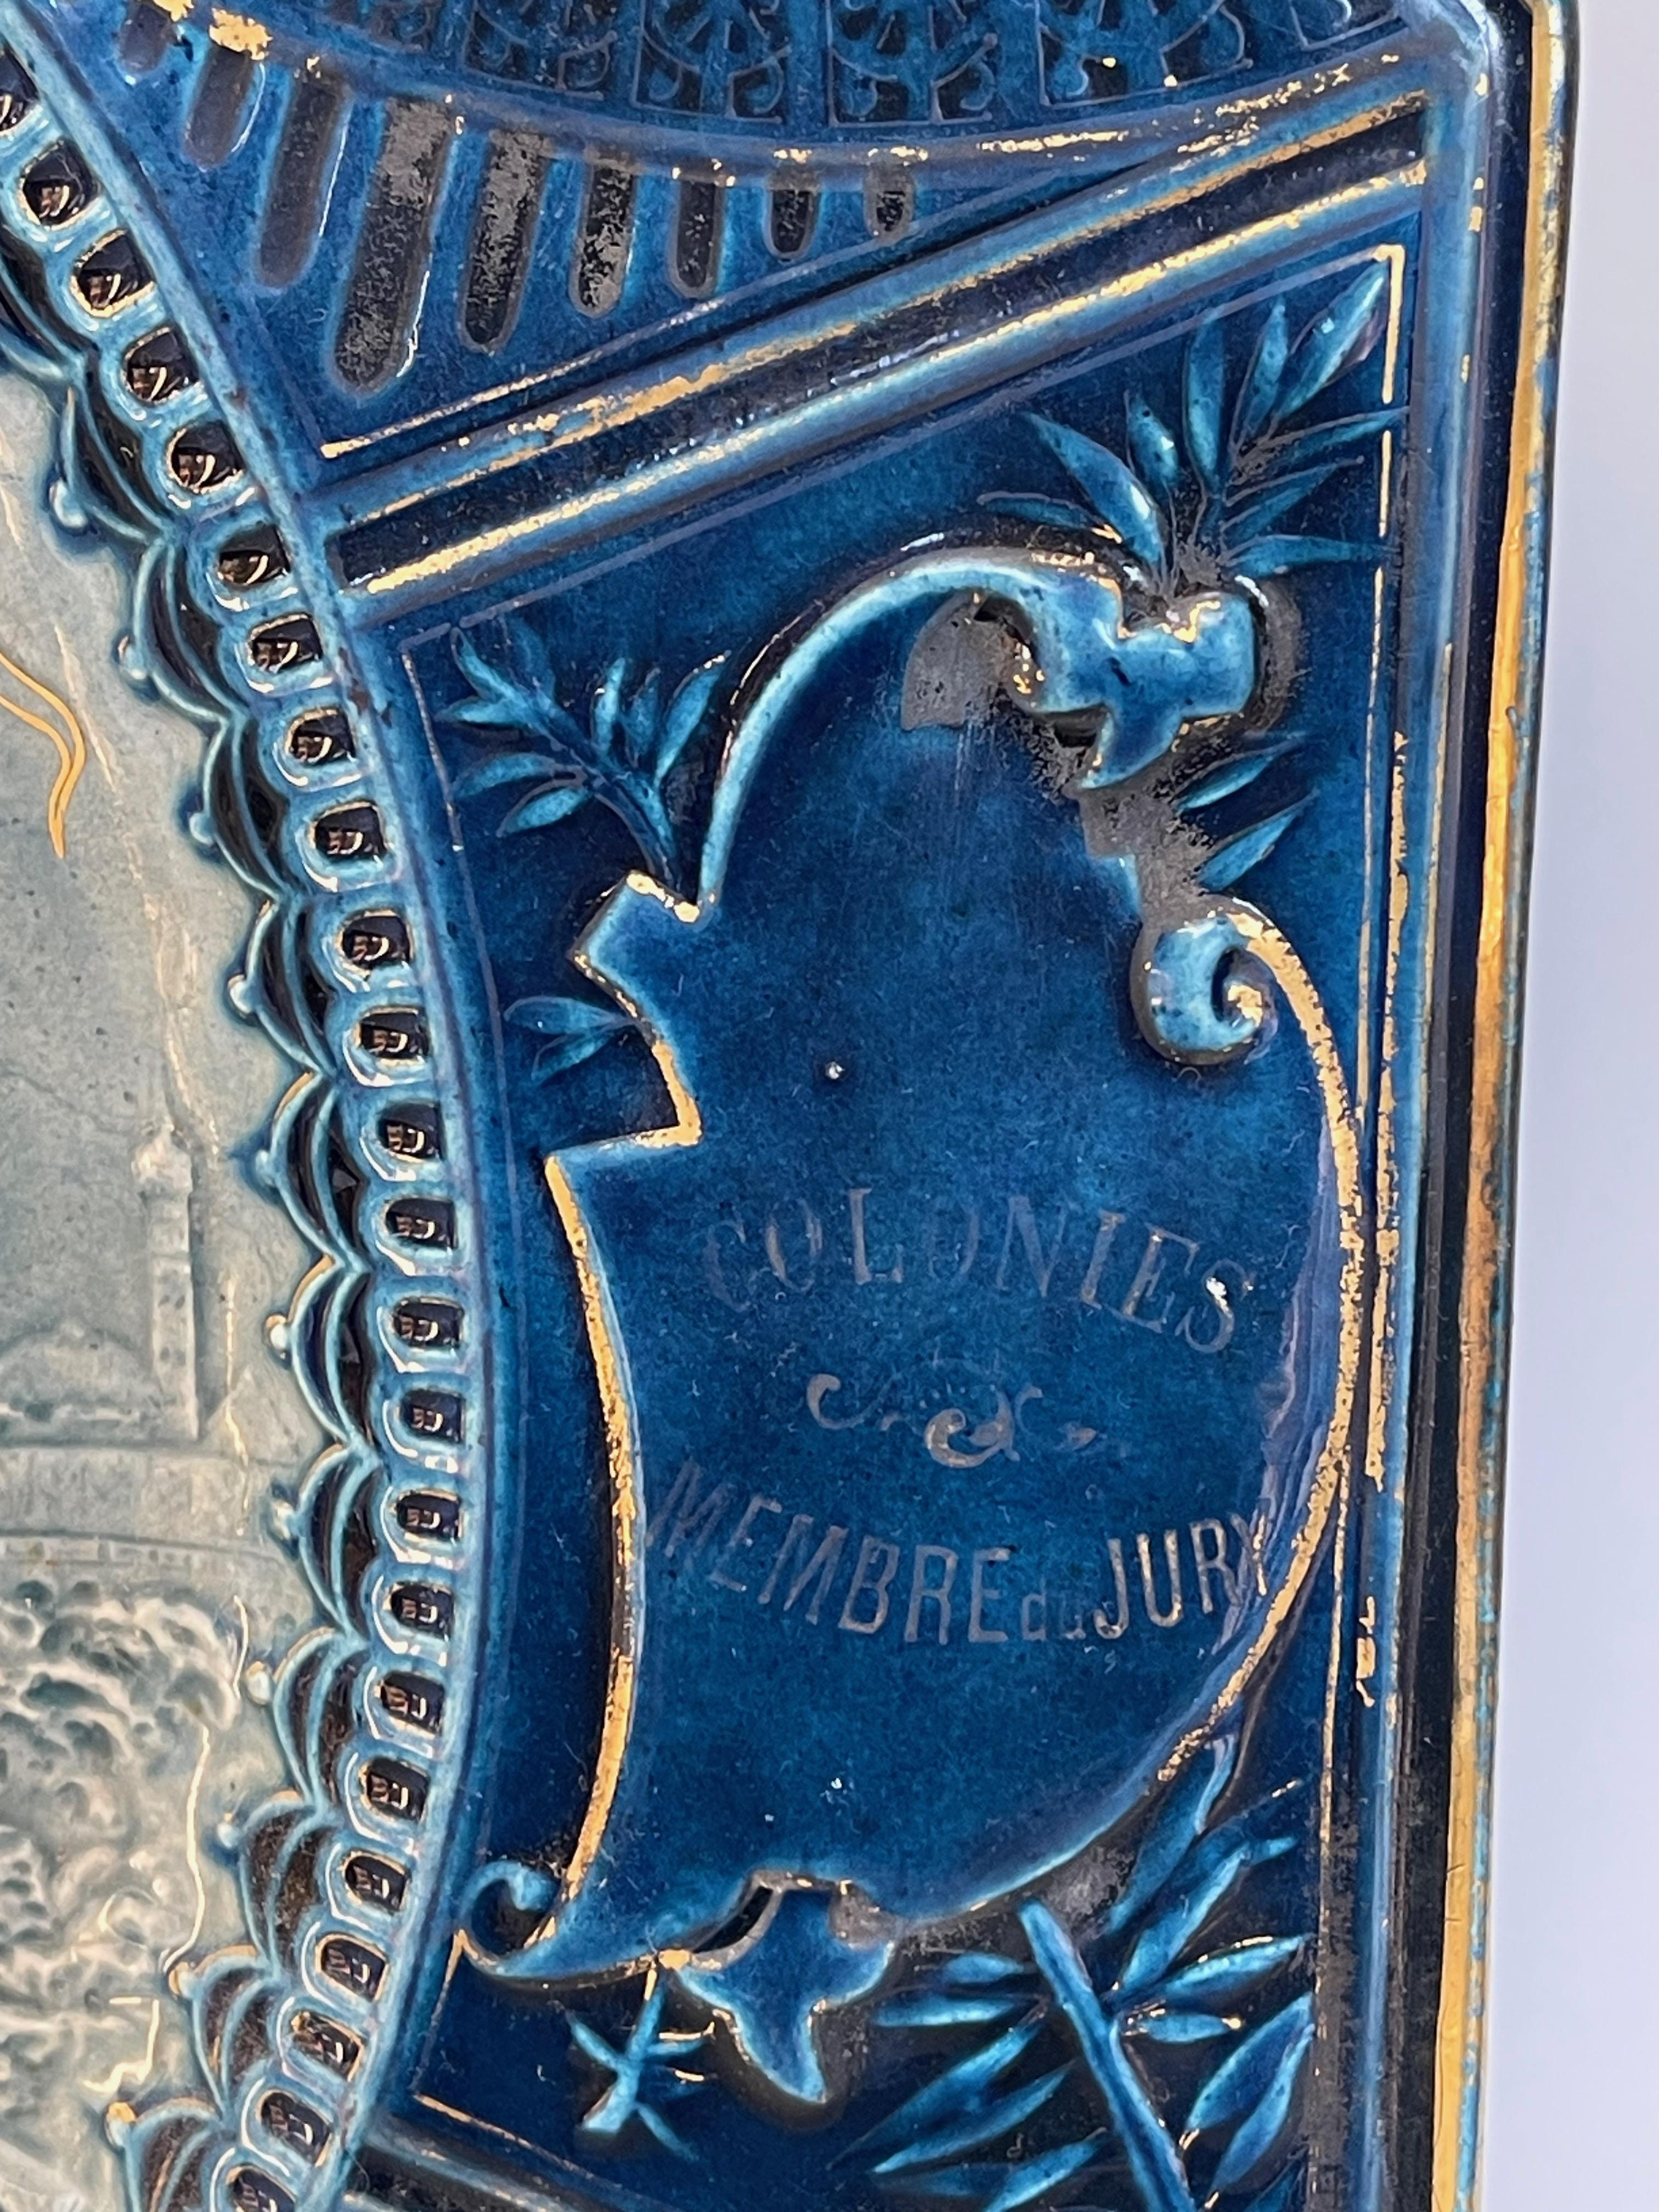 COLONIES
&
MEMBRE du JURY